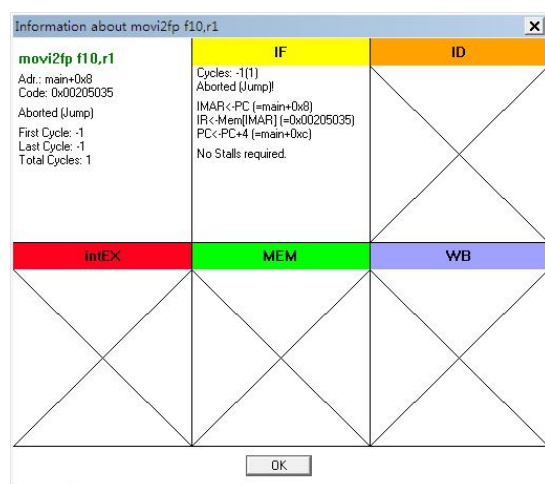 Information about movi2fp f10,r1
movi2fp f10,r1
Adr.: main+0x8
Code: 0x00205035
Aborted (Jump)
First Cycle: -1
Last Cycle: -1
Total Cycles: 1
IF
Cycles: -1(1)
Aborted (Jump)!
IMAR<-PC (=main+0x8)
IR<-Mem[IMAR] (=0x00205035)
PC<-PC+4 (=main+0xc)
No Stalls required.
ID
intEX
MEM
WB
OK